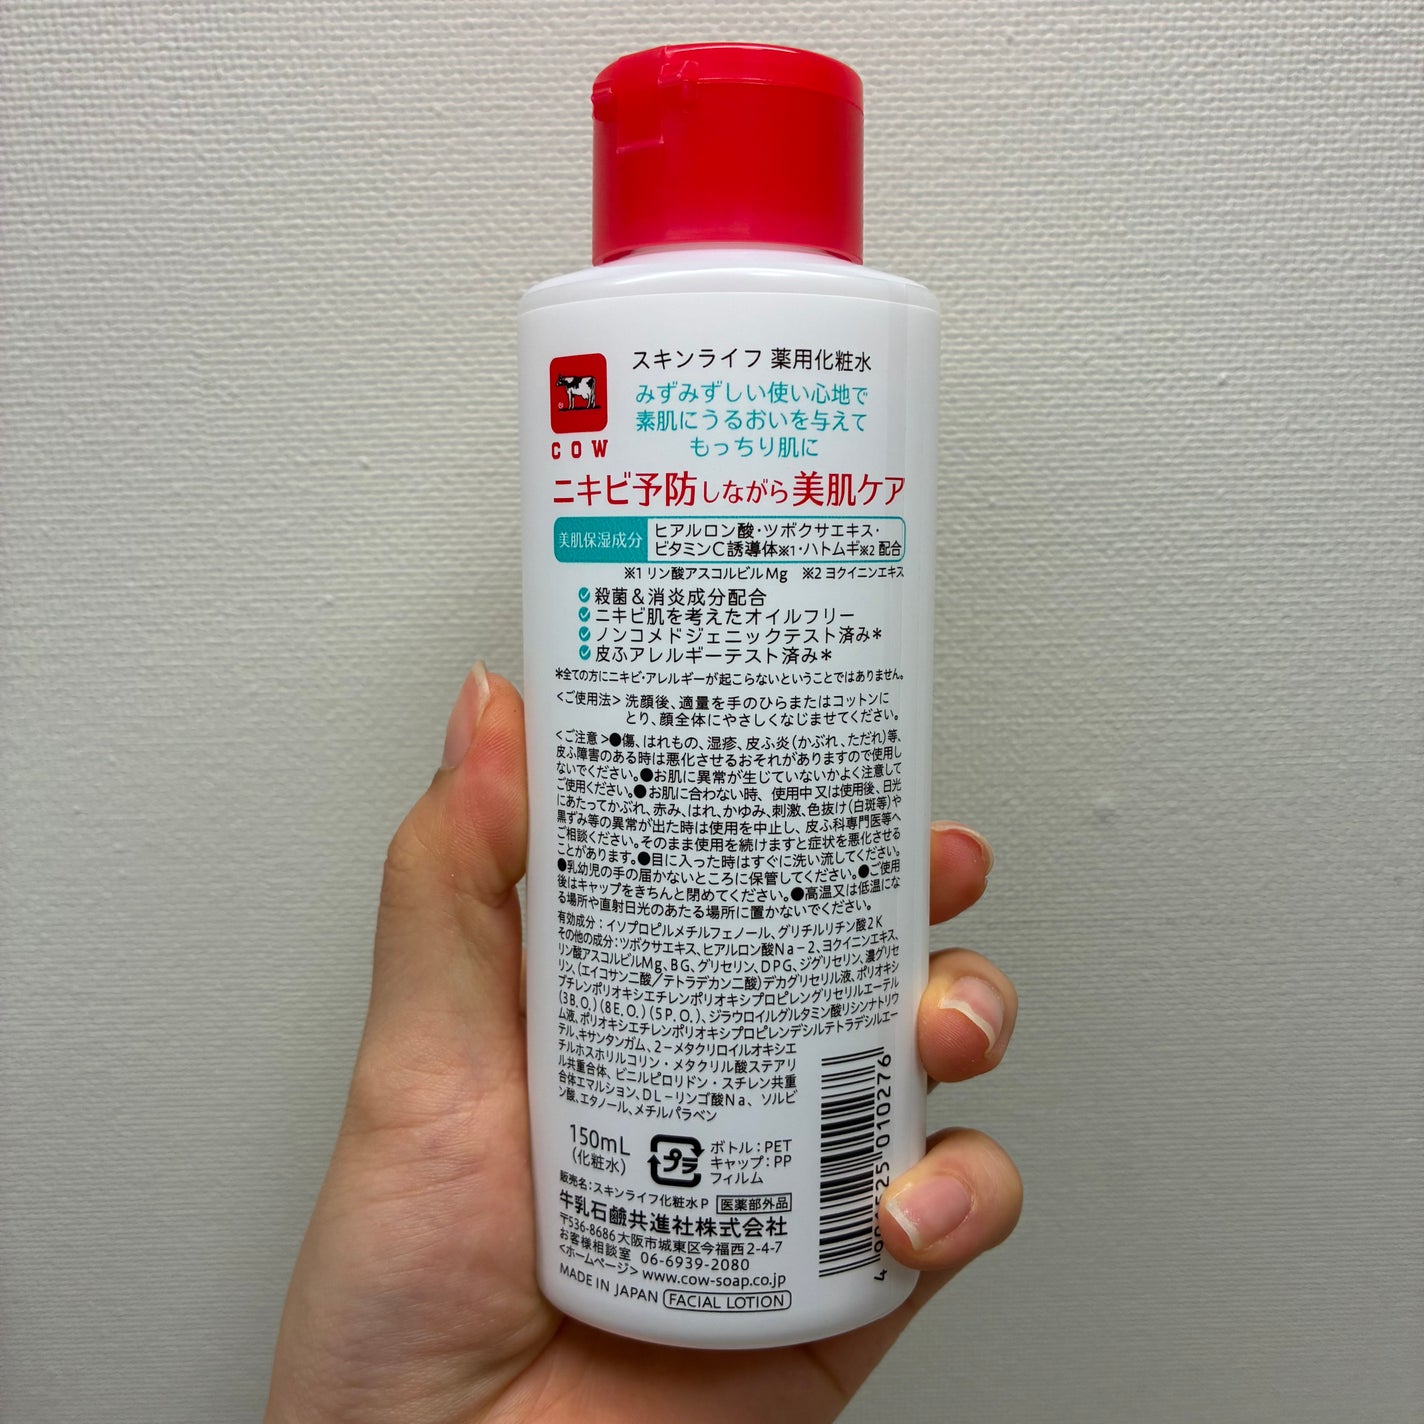 COW
スキンライフ 薬用化粧水
みずみずしい使い心地で
素肌にうるおいを与えて
もっちり肌に
ニキビ予防しながら美肌ケア
美肌保湿成分
ヒアルロン酸・ツボクサエキス・
ビタミンC誘導体※1・ハトムギ※2 配合
※1 リン酸アスコルビルMg ※2 ヨクイニンエキス
殺菌＆消炎成分配合
ニキビ肌を考えたオイルフリー
ノンコメドジェニックテスト済み＊
皮ふアレルギーテスト済み＊
＊全ての方にニキビ・アレルギーが起こらないということではありません。
＜ご使用法＞洗顔後、適量を手のひらまたはコットンに
とり、顔全体にやさしくなじませてください。
＜ご注意＞●傷、はれもの、湿疹、皮ふ炎（かぶれ、ただれ）等、
皮ふ障害のある時は悪化させるおそれがありますので使用し
ないでください。●お肌に異常が生じていないかよく注意して
ご使用ください。●お肌に合わない時、使用中又は使用後、日光
にあたってかぶれ、赤み、はれ、かゆみ、刺激、色抜け（白斑等）や
黒ずみ等の異常が出た時は使用を中止し、皮ふ科専門医等へ
ご相談ください。そのまま使用を続けますと症状を悪化させる
ことがあります。●目に入った時はすぐに洗い流してください。
●乳幼児の手の届かないところに保管してください。●ご使用
後はキャップをきちんと閉めてください。●高温又は低温にな
る場所や直射日光のあたる場所に置かないでください。
有効成分：イソプロピルメチルフェノール、グリチルリチン酸2K
その他の成分：ツボクサエキス、ヒアルロン酸Na－2、ヨクイニンエキス、
リン酸アスコルビルMg、BG、グリセリン、DPG、ジグリセリン、濃グリセ
リン、（エイコサン二酸／テトラデカン二酸）デカグリセリル液、ポリオキシ
ブチレンポリオキシエチレンポリオキシプロピレングリセリルエーテル
（3B.O.）（8E.O.）（5P.O.）、ジラウロイルグルタミン酸リシンナトリウ
ム液、ポリオキシエチレンポリオキシプロピレンデシルテトラデシルエー
テル、キサンタンガム、2－メタクリロイルオキシエ
チルホスホリルコリン・メタクリル酸ステアリ
ル共重合体、ビニルピロリドン・スチレン共重
合体エマルション、DL－リンゴ酸Na、ソルビ
ン酸、エタノール、メチルパラベン
150mL
（化粧水）
プラ
ボトル：PET
キャップ：PP
フィルム
販売名：スキンライフ化粧水P 医薬部外品
牛乳石鹼共進社株式会社
〒536-8686大阪市城東区今福西2-4-7
お客様相談室 06-6939-2080
＜ホームページ＞www.cow-soap.co.jp
MADE IN JAPAN FACIAL LOTION
4 901525 010276